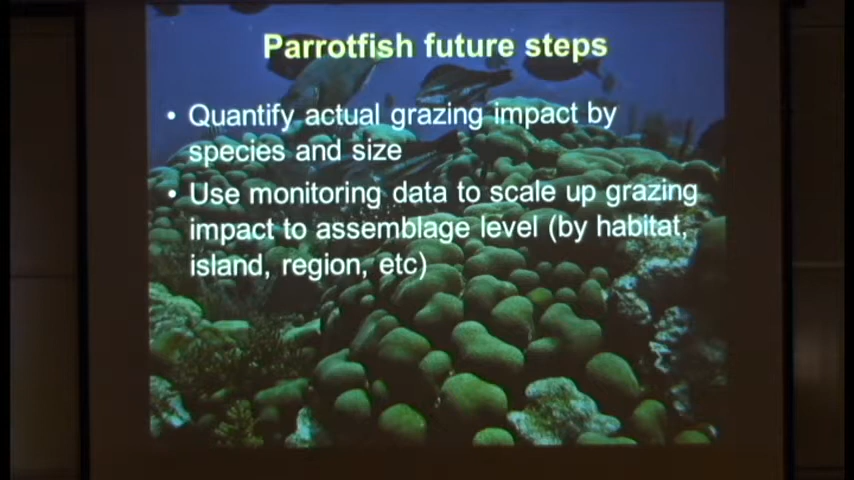 Parrotfish future steps
• Quantify actual grazing impact by
species and size
• Use monitoring data to scale up grazing
impact to assemblage level (by habitat,
island, region, etc)